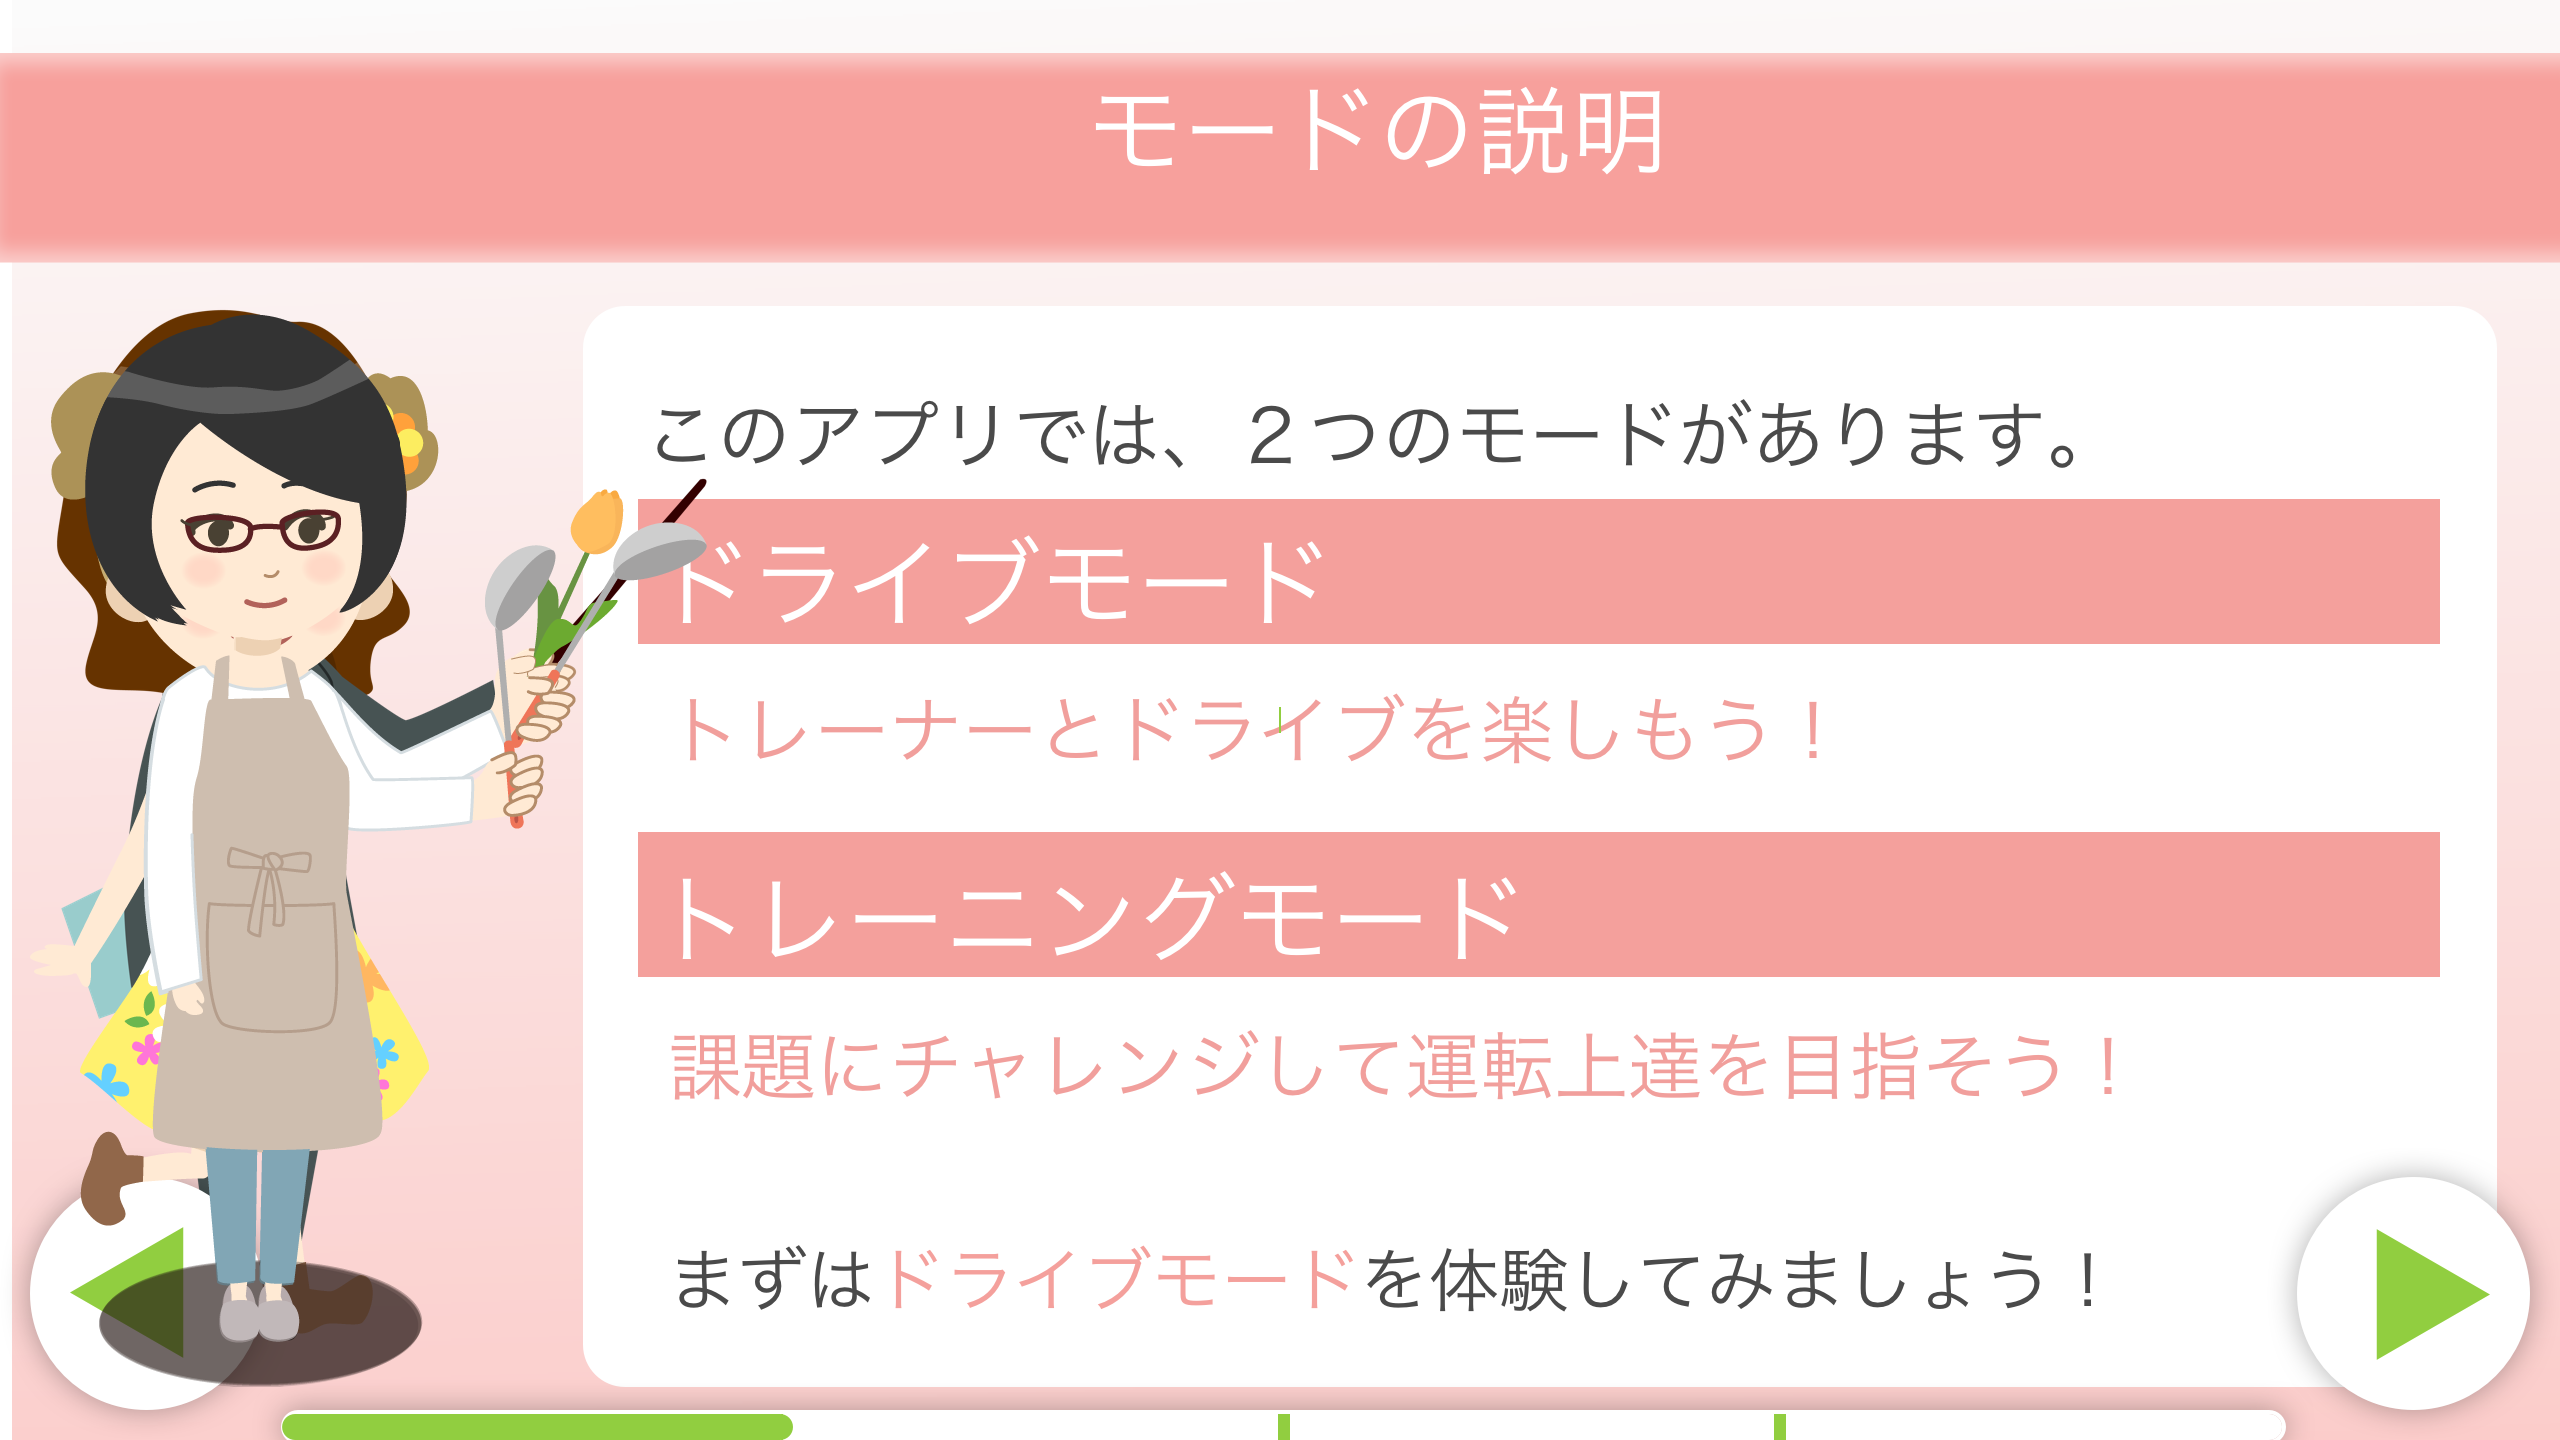 モードの説明
このアプリでは、２つのモードがあります。
ドライブモード
トレーナーとドライブを楽しもう！
トレーニングモード
課題にチャレンジして運転上達を目指そう！
まずはドライブモードを体験してみましょう！